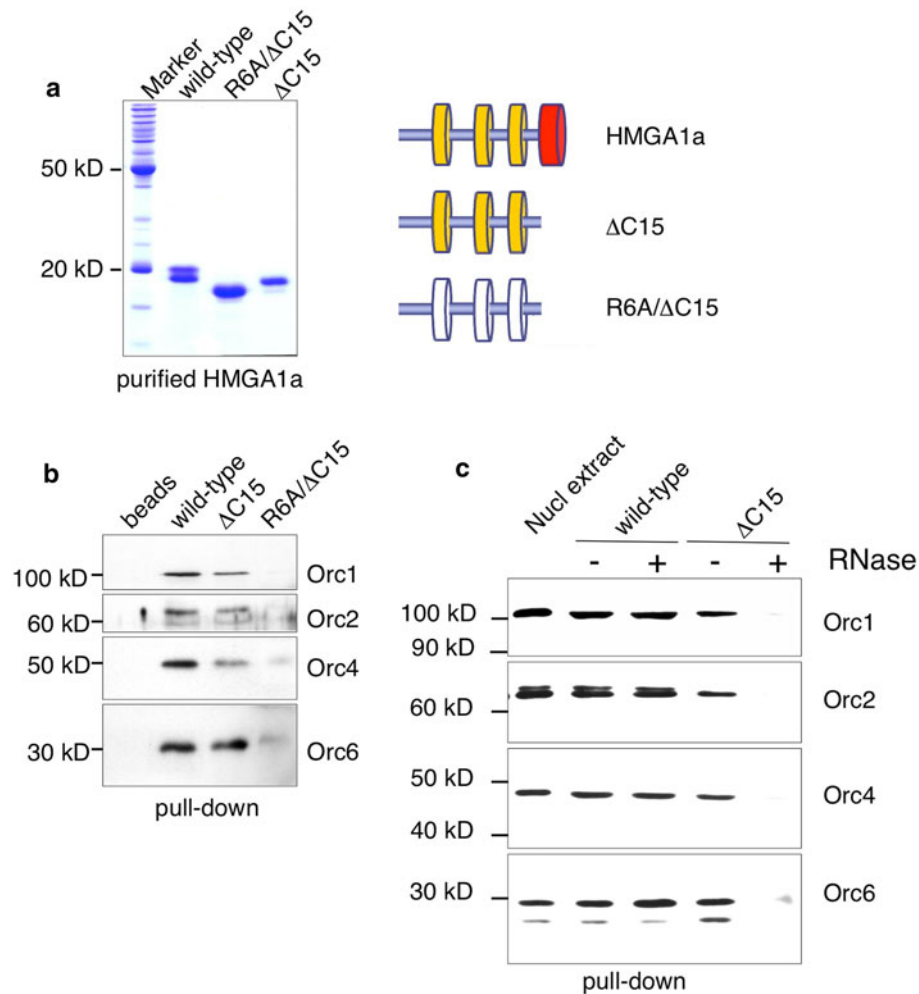 a
Marker
wild-type
R6A/ΔC15
ΔC15
50 kD
20 kD
purified HMGA1a
HMGA1a
ΔC15
R6A/ΔC15
b
beads
wild-type
ΔC15
R6A/ΔC15
100 kD
Orc1
60 kD
Orc2
50 kD
Orc4
30 kD
Orc6
pull-down
c
Nucl extract
wild-type
ΔC15
- + - + RNase
100 kD
90 kD
Orc1
60 kD
Orc2
50 kD
40 kD
Orc4
30 kD
Orc6
pull-down